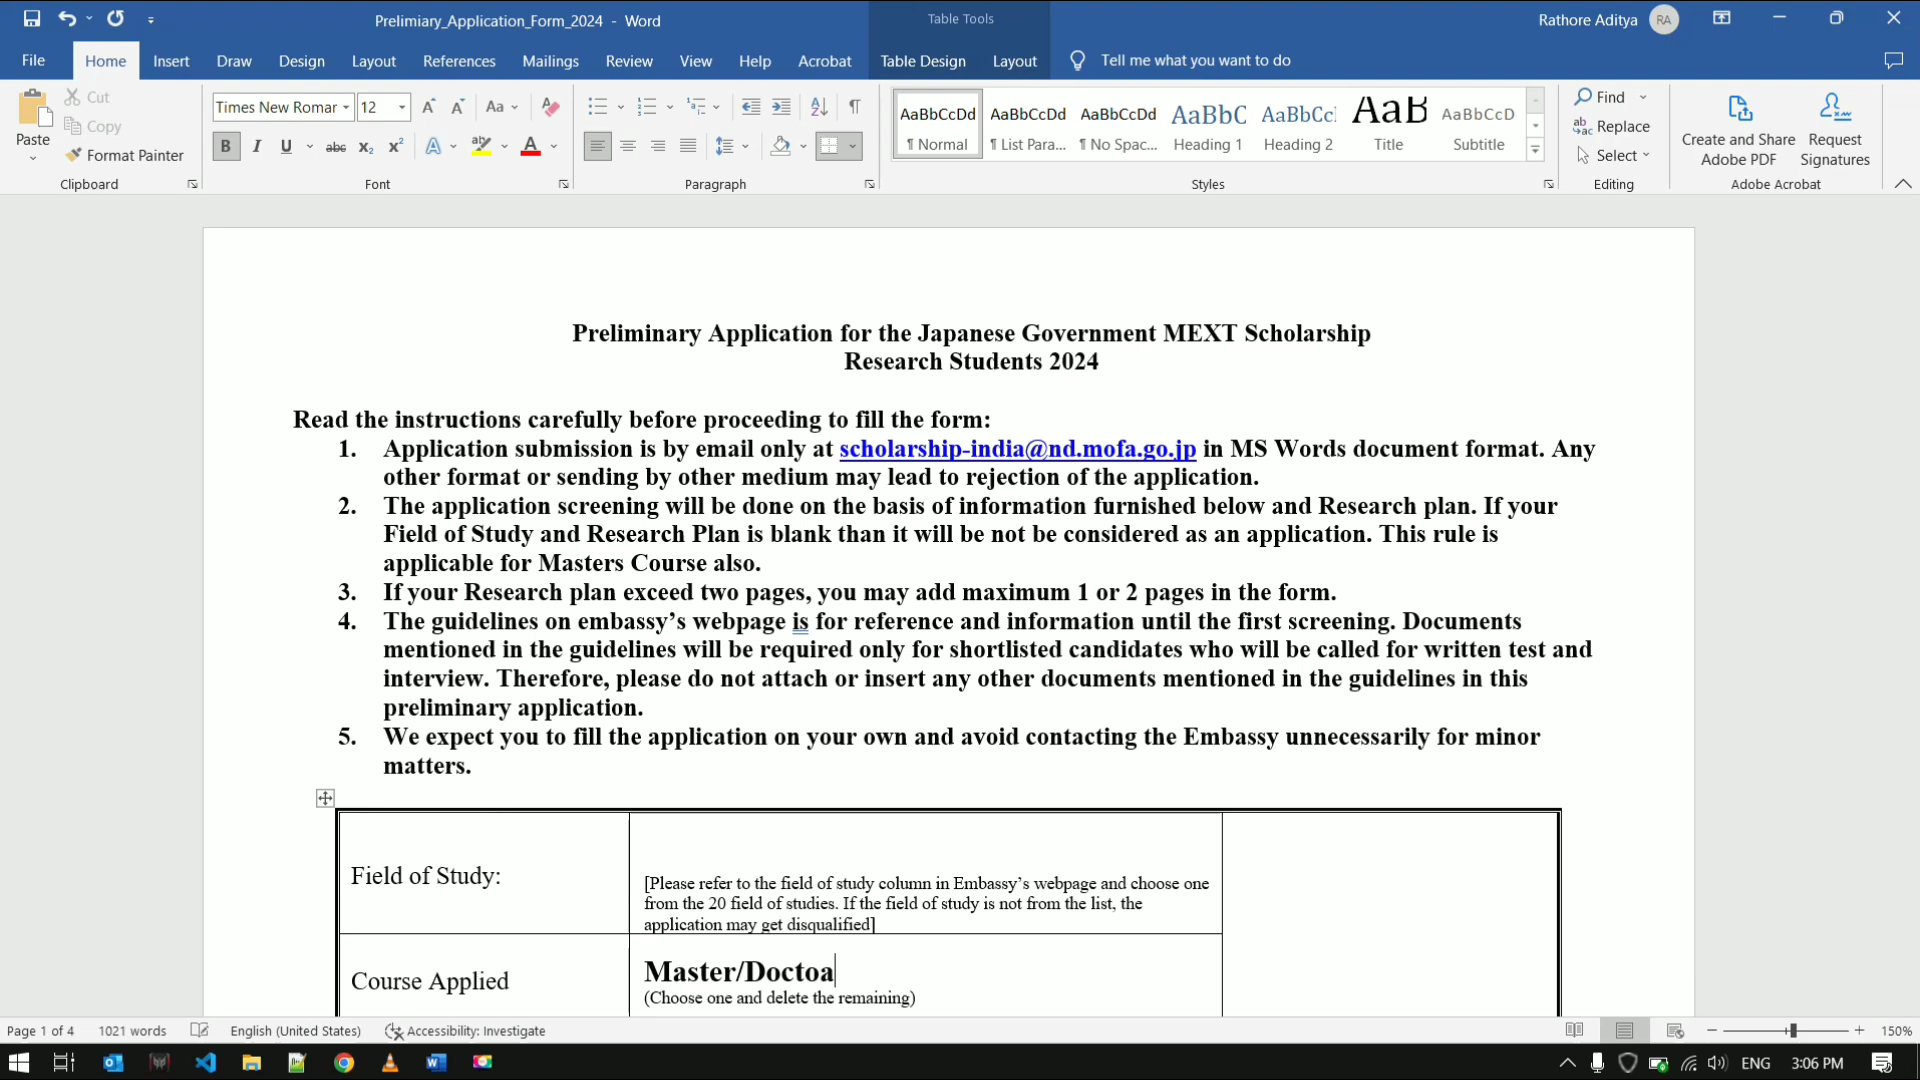 Prelimiary_Application_Form_2024 - Word
Table Tools
Rathore Aditya
RA
File
Home
Insert
Draw
Design
Layout
References
Mailings
Review
View
Help
Acrobat
Table Design
Layout
Tell me what you want to do
Paste
Cut
Copy
Format Painter
Clipboard
Times New Romar
12
Font
Paragraph
AaBbCcDd
¶ Normal
AaBbCcDd
¶ List Para...
AaBbCcDd
¶ No Spac...
AaBbC
Heading 1
AaBbCc
Heading 2
AaB
Title
AaBbCcD
Subtitle
Styles
Find
Replace
Select
Editing
Create and Share
Adobe PDF
Request
Signatures
Adobe Acrobat
Preliminary Application for the Japanese Government MEXT Scholarship
Research Students 2024
Read the instructions carefully before proceeding to fill the form:
1. Application submission is by email only at scholarship-india@nd.mofa.go.jp in MS Words document format. Any
other format or sending by other medium may lead to rejection of the application.
2. The application screening will be done on the basis of information furnished below and Research plan. If your
Field of Study and Research Plan is blank than it will be not be considered as an application. This rule is
applicable for Masters Course also.
3. If your Research plan exceed two pages, you may add maximum 1 or 2 pages in the form.
4. The guidelines on embassy’s webpage is for reference and information until the first screening. Documents
mentioned in the guidelines will be required only for shortlisted candidates who will be called for written test and
interview. Therefore, please do not attach or insert any other documents mentioned in the guidelines in this
preliminary application.
5. We expect you to fill the application on your own and avoid contacting the Embassy unnecessarily for minor
matters.
Field of Study:
[Please refer to the field of study column in Embassy’s webpage and choose one
from the 20 field of studies. If the field of study is not from the list, the
application may get disqualified]
Course Applied
Master/Doctoa
(Choose one and delete the remaining)
Page 1 of 4
1021 words
English (United States)
Accessibility: Investigate
150%
ENG
3:06 PM